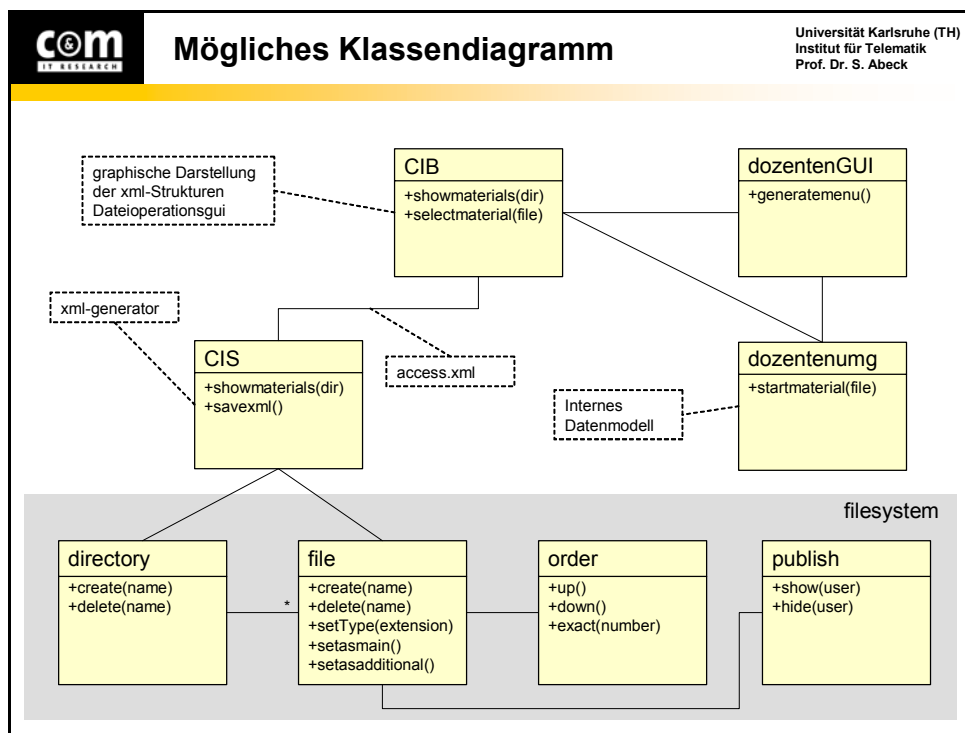 c&m
IT RESEARCH
Mögliches Klassendiagramm
Universität Karlsruhe (TH)
Institut für Telematik
Prof. Dr. S. Abeck
graphische Darstellung
der xml-Strukturen
Dateioperationsgui
CIB
+showmaterials(dir)
+selectmaterial(file)
dozentenGUI
+generatemenu()
xml-generator
CIS
+showmaterials(dir)
+savexml()
access.xml
Internes
Datenmodell
dozentenumg
+startmaterial(file)
filesystem
directory
+create(name)
+delete(name)
*
file
+create(name)
+delete(name)
+setType(extension)
+setasmain()
+setasadditional()
order
+up()
+down()
+exact(number)
publish
+show(user)
+hide(user)